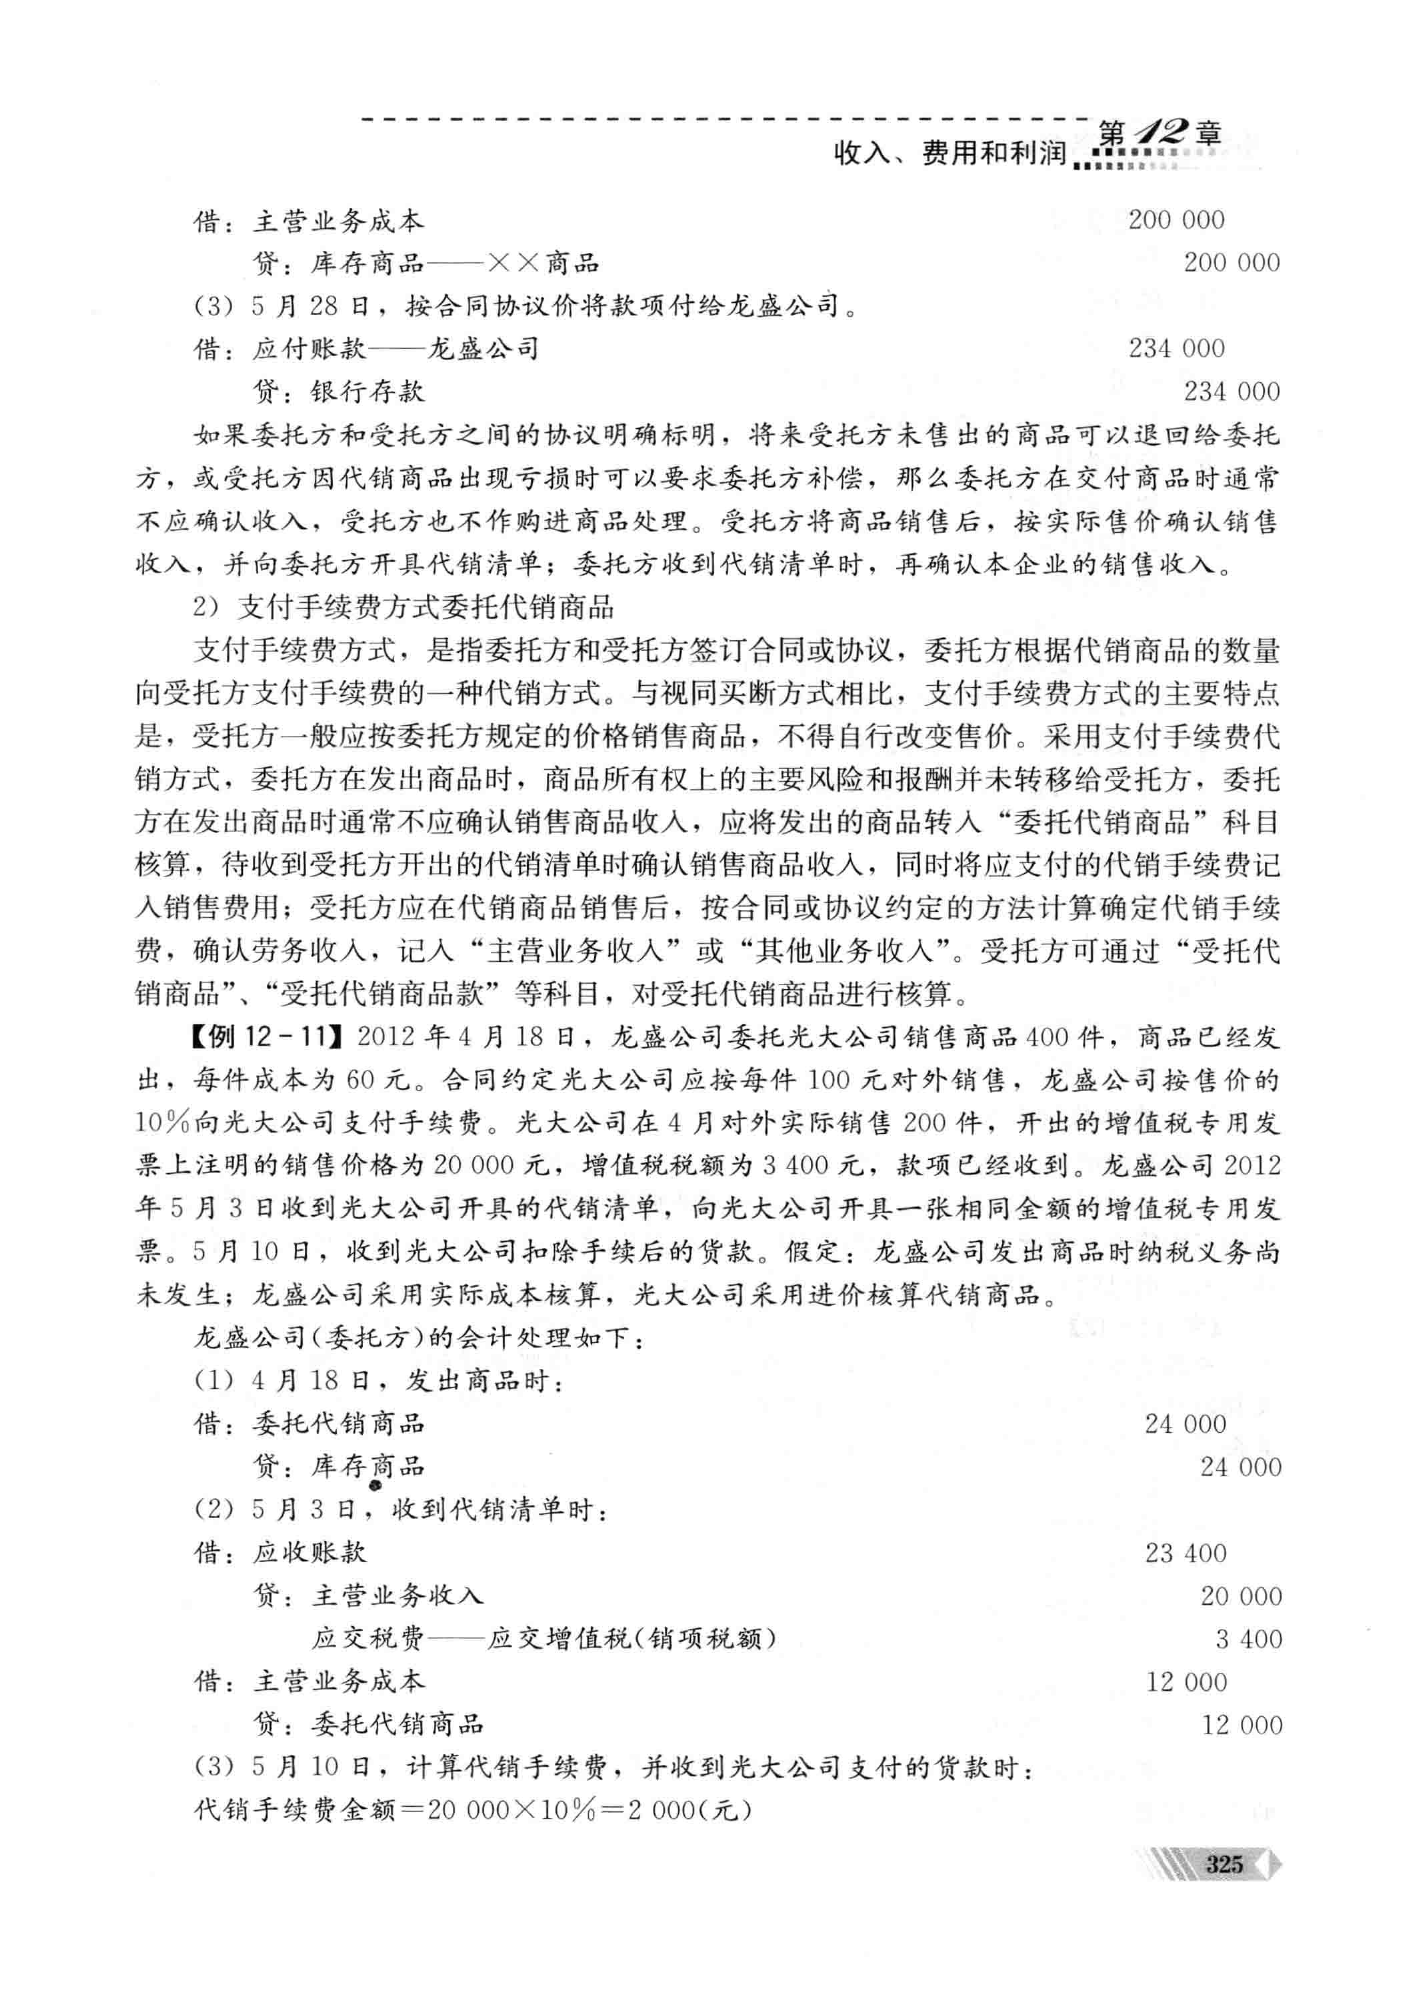 第12章
收入、费用和利润
借：主营业务成本 200 000
贷：库存商品——××商品 200 000
（3）5月28日，按合同协议价将款项付给龙盛公司。
借：应付账款——龙盛公司 234 000
贷：银行存款 234 000
如果委托方和受托方之间的协议明确标明，将来受托方未售出的商品可以退回给委托
方，或受托方因代销商品出现亏损时可以要求委托方补偿，那么委托方在交付商品时通常
不应确认收入，受托方也不作购进商品处理。受托方将商品销售后，按实际售价确认销售
收入，并向委托方开具代销清单；委托方收到代销清单时，再确认本企业的销售收入。
2）支付手续费方式委托代销商品
支付手续费方式，是指委托方和受托方签订合同或协议，委托方根据代销商品的数量
向受托方支付手续费的一种代销方式。与视同买断方式相比，支付手续费方式的主要特点
是，受托方一般应按委托方规定的价格销售商品，不得自行改变售价。采用支付手续费代
销方式，委托方在发出商品时，商品所有权上的主要风险和报酬并未转移给受托方，委托
方在发出商品时通常不应确认销售商品收入，应将发出的商品转入“委托代销商品”科目
核算，待收到受托方开出的代销清单时确认销售商品收入，同时将应支付的代销手续费记
入销售费用；受托方应在代销商品销售后，按合同或协议约定的方法计算确定代销手续
费，确认劳务收入，记入“主营业务收入”或“其他业务收入”。受托方可通过“受托代
销商品”、“受托代销商品款”等科目，对受托代销商品进行核算。
【例12-11】2012年4月18日，龙盛公司委托光大公司销售商品400件，商品已经发
出，每件成本为60元。合同约定光大公司应按每件100元对外销售，龙盛公司按售价的
10%向光大公司支付手续费。光大公司在4月对外实际销售200件，开出的增值税专用发
票上注明的销售价格为20 000元，增值税税额为3 400元，款项已经收到。龙盛公司2012
年5月3日收到光大公司开具的代销清单，向光大公司开具一张相同金额的增值税专用发
票。5月10日，收到光大公司扣除手续后的货款。假定：龙盛公司发出商品时纳税义务尚
未发生；龙盛公司采用实际成本核算，光大公司采用进价核算代销商品。
龙盛公司(委托方)的会计处理如下：
（1）4月18日，发出商品时：
借：委托代销商品 24 000
贷：库存商品 24 000
（2）5月3日，收到代销清单时：
借：应收账款 23 400
贷：主营业务收入 20 000
应交税费——应交增值税(销项税额) 3 400
借：主营业务成本 12 000
贷：委托代销商品 12 000
（3）5月10日，计算代销手续费，并收到光大公司支付的货款时：
代销手续费金额＝20 000×10%＝2 000(元)
325